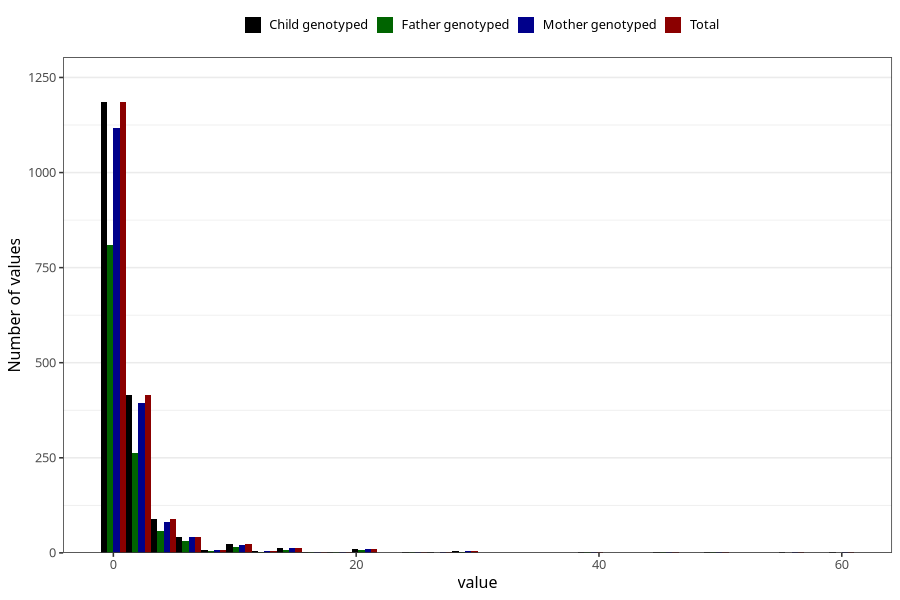 Child genotyped Father genotyped Mother genotyped Total
1250
1000
750
500
250
0
Number of values
0 20 40 60
value